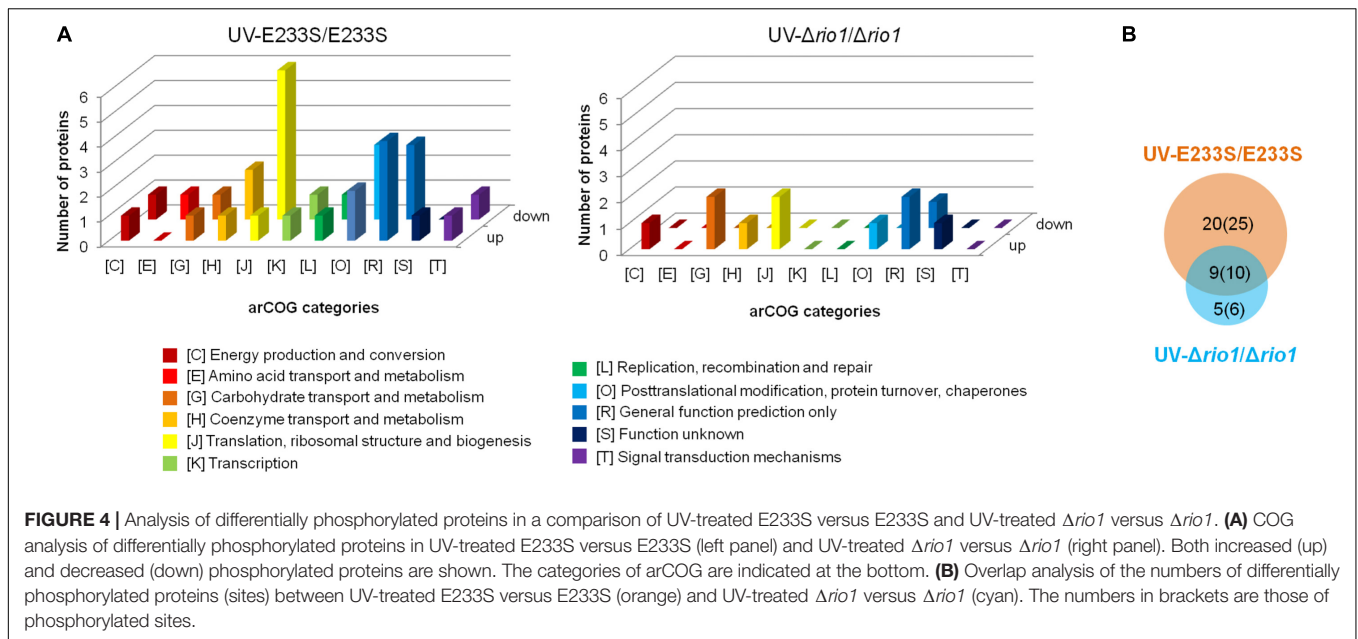 A
UV-E233S/E233S
UV-Δrio1/Δrio1
B
Number of proteins
6
5
4
3
2
1
0
down
up
[C] [E] [G] [H] [J] [K] [L] [O] [R] [S] [T]
arCOG categories
Number of proteins
6
5
4
3
2
1
0
down
up
[C] [E] [G] [H] [J] [K] [L] [O] [R] [S] [T]
arCOG categories
[C] Energy production and conversion
[E] Amino acid transport and metabolism
[G] Carbohydrate transport and metabolism
[H] Coenzyme transport and metabolism
[J] Translation, ribosomal structure and biogenesis
[K] Transcription
[L] Replication, recombination and repair
[O] Posttranslational modification, protein turnover, chaperones
[R] General function prediction only
[S] Function unknown
[T] Signal transduction mechanisms
UV-E233S/E233S
20(25)
9(10)
5(6)
UV-Δrio1/Δrio1
FIGURE 4 | Analysis of differentially phosphorylated proteins in a comparison of UV-treated E233S versus E233S and UV-treated Δrio1 versus Δrio1. (A) COG
analysis of differentially phosphorylated proteins in UV-treated E233S versus E233S (left panel) and UV-treated Δrio1 versus Δrio1 (right panel). Both increased (up)
and decreased (down) phosphorylated proteins are shown. The categories of arCOG are indicated at the bottom. (B) Overlap analysis of the numbers of differentially
phosphorylated proteins (sites) between UV-treated E233S versus E233S (orange) and UV-treated Δrio1 versus Δrio1 (cyan). The numbers in brackets are those of
phosphorylated sites.